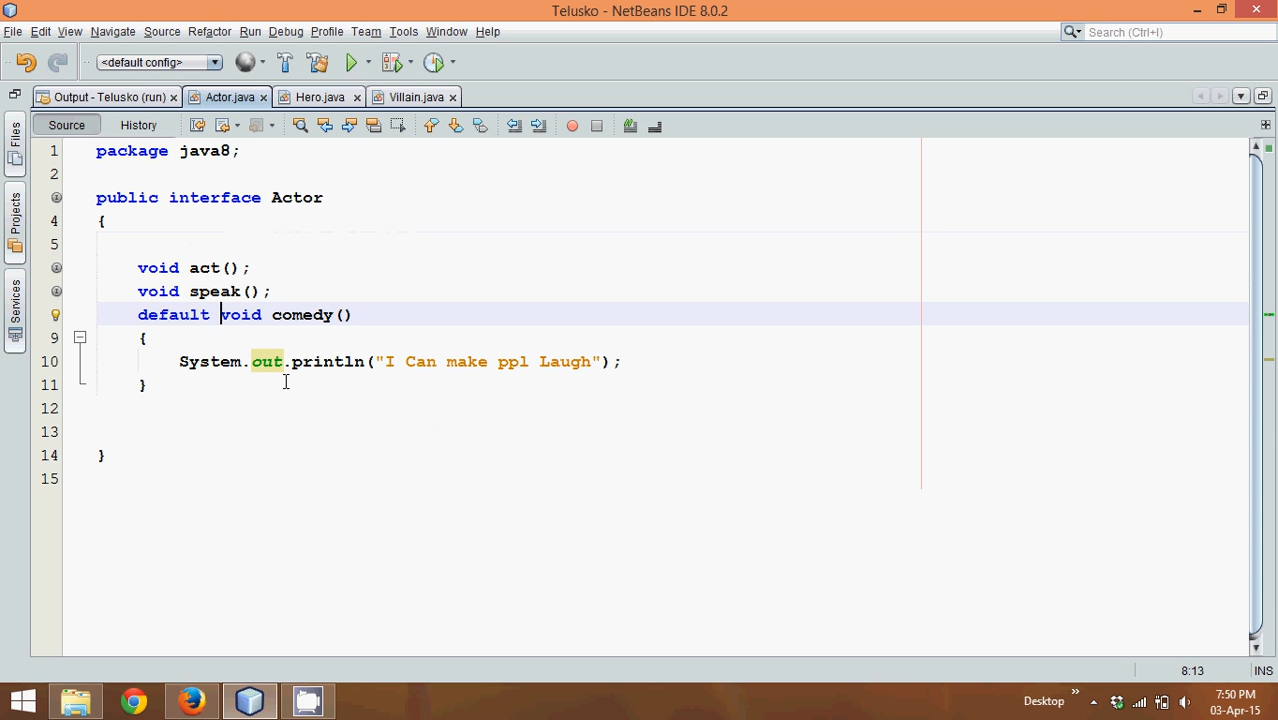 Telusko - NetBeans IDE 8.0.2
File Edit View Navigate Source Refactor Run Debug Profile Team Tools Window Help
Search (Ctrl+I)
<default config>
Output - Telusko (run) Actor.java Hero.java Villain.java
Source History
Files
Projects
Services
1 package java8;
2
public interface Actor
4 {
5
void act();
void speak();
default void comedy()
9 {
10 System.out.println("I Can make ppl Laugh");
11 }
12
13
14 }
15
8:13 INS
Desktop
7:50 PM
03-Apr-15